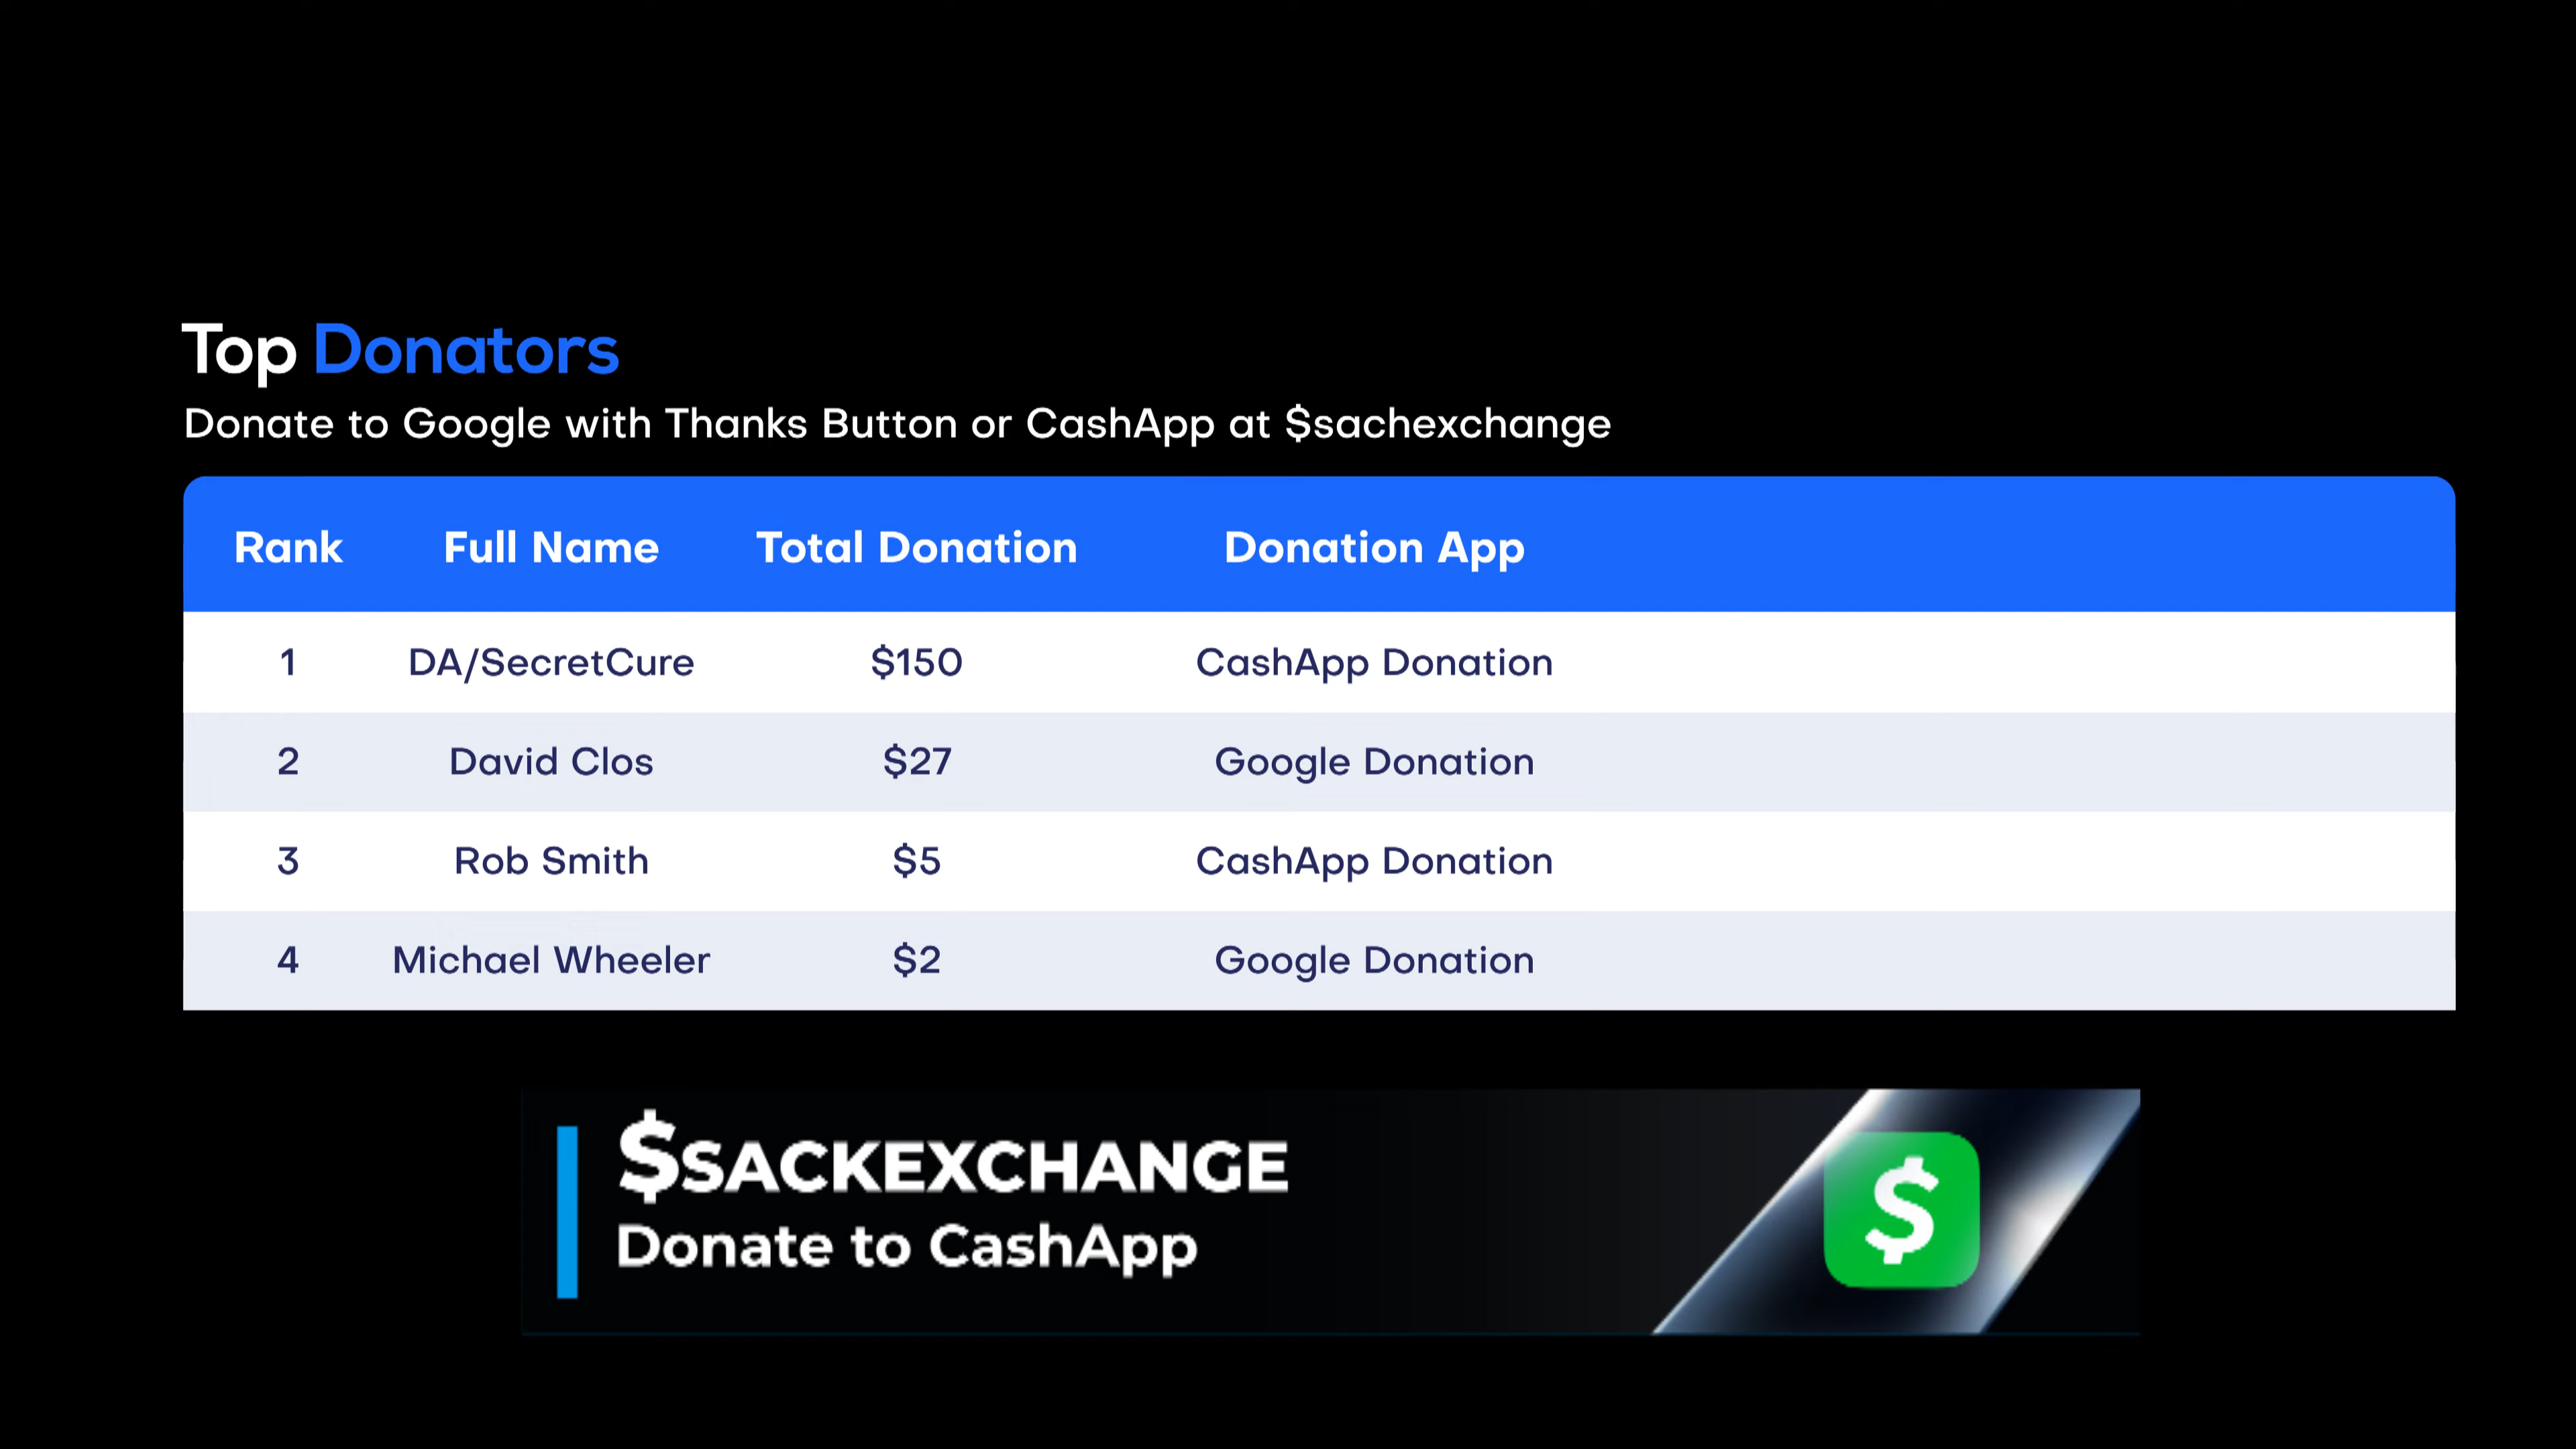 Top Donators
Donate to Google with Thanks Button or CashApp at $sachexchange
Rank Full Name Total Donation Donation App
1 DA/SecretCure $150 CashApp Donation
2 David Clos $27 Google Donation
3 Rob Smith $5 CashApp Donation
4 Michael Wheeler $2 Google Donation
$SACKEXCHANGE
Donate to CashApp
$